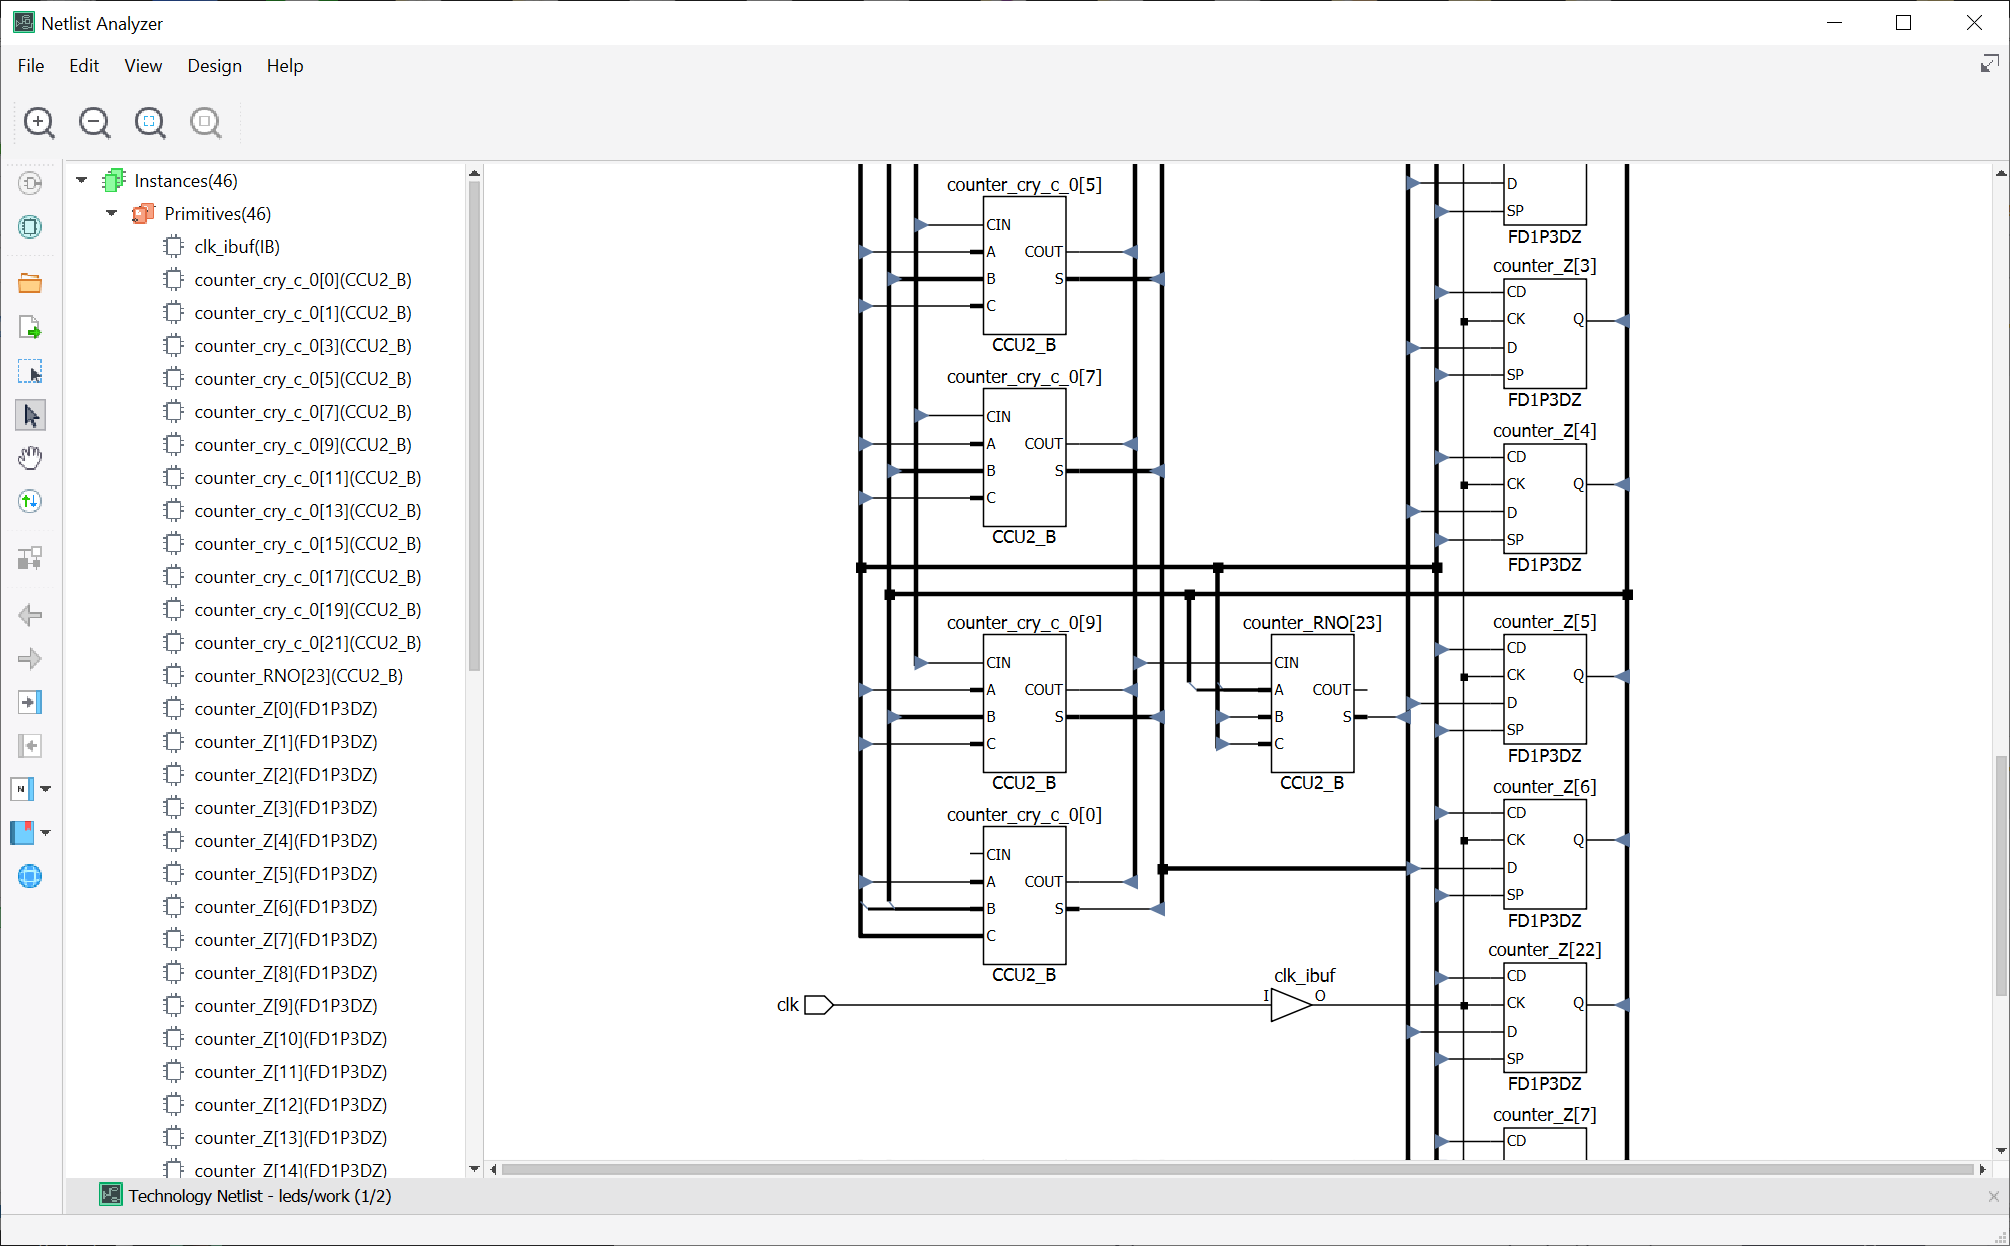 Netlist Analyzer
File Edit View Design Help
Instances(46)
Primitives(46)
clk_ibuf(IB)
counter_cry_c_0[0](CCU2_B)
counter_cry_c_0[1](CCU2_B)
counter_cry_c_0[3](CCU2_B)
counter_cry_c_0[5](CCU2_B)
counter_cry_c_0[7](CCU2_B)
counter_cry_c_0[9](CCU2_B)
counter_cry_c_0[11](CCU2_B)
counter_cry_c_0[13](CCU2_B)
counter_cry_c_0[15](CCU2_B)
counter_cry_c_0[17](CCU2_B)
counter_cry_c_0[19](CCU2_B)
counter_cry_c_0[21](CCU2_B)
counter_RNO[23](CCU2_B)
counter_Z[0](FD1P3DZ)
counter_Z[1](FD1P3DZ)
counter_Z[2](FD1P3DZ)
counter_Z[3](FD1P3DZ)
counter_Z[4](FD1P3DZ)
counter_Z[5](FD1P3DZ)
counter_Z[6](FD1P3DZ)
counter_Z[7](FD1P3DZ)
counter_Z[8](FD1P3DZ)
counter_Z[9](FD1P3DZ)
counter_Z[10](FD1P3DZ)
counter_Z[11](FD1P3DZ)
counter_Z[12](FD1P3DZ)
counter_Z[13](FD1P3DZ)
counter_Z[14](FD1P3DZ)
N
counter_cry_c_0[5]
CIN
A COUT
B S
C
CCU2_B
counter_cry_c_0[7]
CIN
A COUT
B S
C
CCU2_B
counter_cry_c_0[9]
CIN
A COUT
B S
C
CCU2_B
counter_cry_c_0[0]
CIN
A COUT
B S
C
CCU2_B
counter_RNO[23]
CIN
A COUT
B S
C
CCU2_B
clk
clk_ibuf
I O
D
SP
FD1P3DZ
counter_Z[3]
CD
CK Q
D
SP
FD1P3DZ
counter_Z[4]
CD
CK Q
D
SP
FD1P3DZ
counter_Z[5]
CD
CK Q
D
SP
FD1P3DZ
counter_Z[6]
CD
CK Q
D
SP
FD1P3DZ
counter_Z[22]
CD
CK Q
D
SP
FD1P3DZ
counter_Z[7]
CD
Technology Netlist - leds/work (1/2)